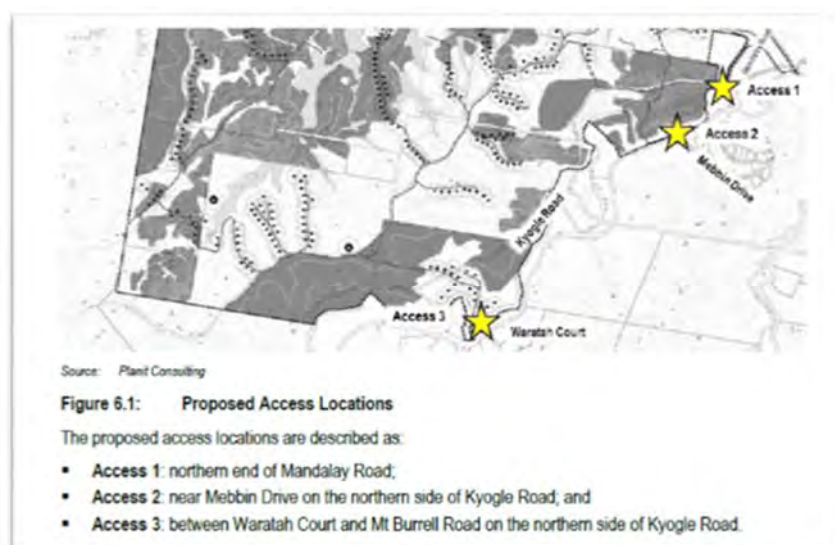 Access 1
Access 2
Mebbin Drive
Kyogle Road
Access 3
Waratah Court
Source: Planit Consulting
Figure 6.1: Proposed Access Locations
The proposed access locations are described as:
▪ Access 1: northern end of Mandalay Road;
▪ Access 2: near Mebbin Drive on the northern side of Kyogle Road; and
▪ Access 3: between Waratah Court and Mt Burrell Road on the northern side of Kyogle Road.